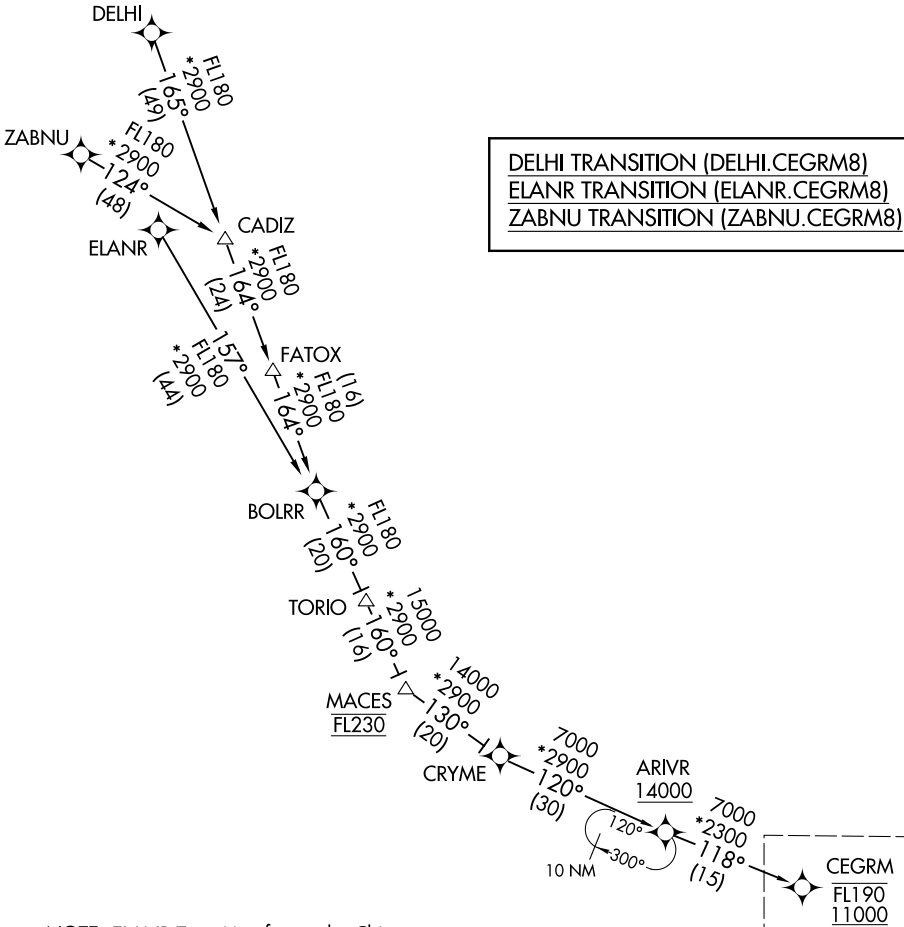 DELHI
FL180
*2900
165°
(49)
ZABNU
FL180
*2900
124°
(48)
DELHI TRANSITION (DELHI.CEGRM8)
ELANR TRANSITION (ELANR.CEGRM8)
ZABNU TRANSITION (ZABNU.CEGRM8)
ELANR
CADIZ
FL180
*2900
164°
(24)
157°
FL180
*2900
(44)
FATOX
(16)
FL180
*2900
164°
BOLRR
FL180
*2900
160°
(20)
TORIO
15000
*2900
160°
(16)
MACES
FL230
14000
*2900
130°
(20)
CRYME
7000
*2900
120°
(30)
ARIVR
14000
120°
300°
10 NM
7000
*2300
118°
(15)
CEGRM
FL190
11000